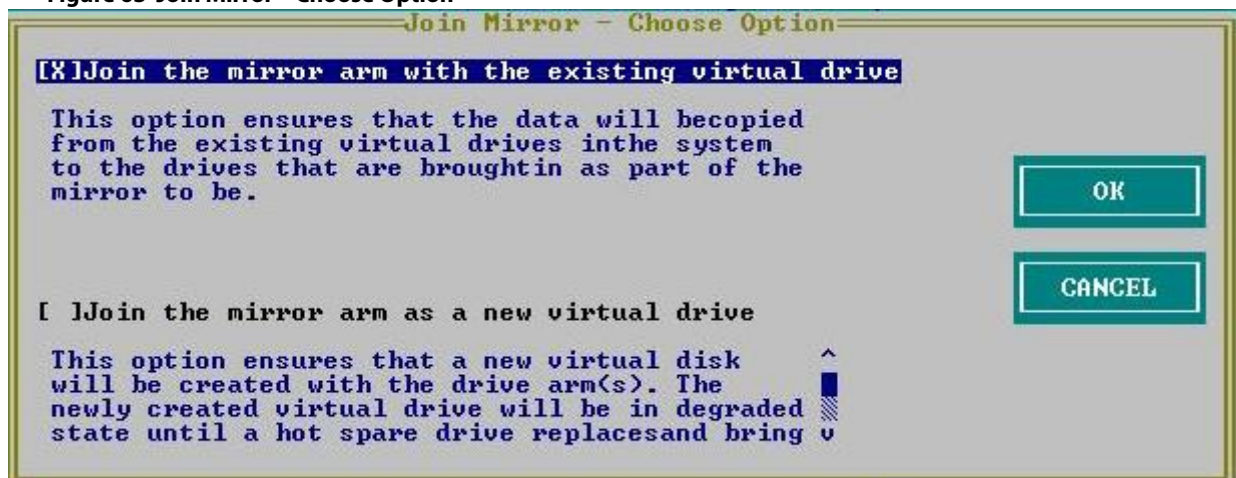 Join Mirror - Choose Option
[X]Join the mirror arm with the existing virtual drive
This option ensures that the data will becopied
from the existing virtual drives inthe system
to the drives that are broughtin as part of the
mirror to be.
OK
CANCEL
[ ]Join the mirror arm as a new virtual drive
This option ensures that a new virtual disk
will be created with the drive arm(s). The
newly created virtual drive will be in degraded
state until a hot spare drive replacesand bring